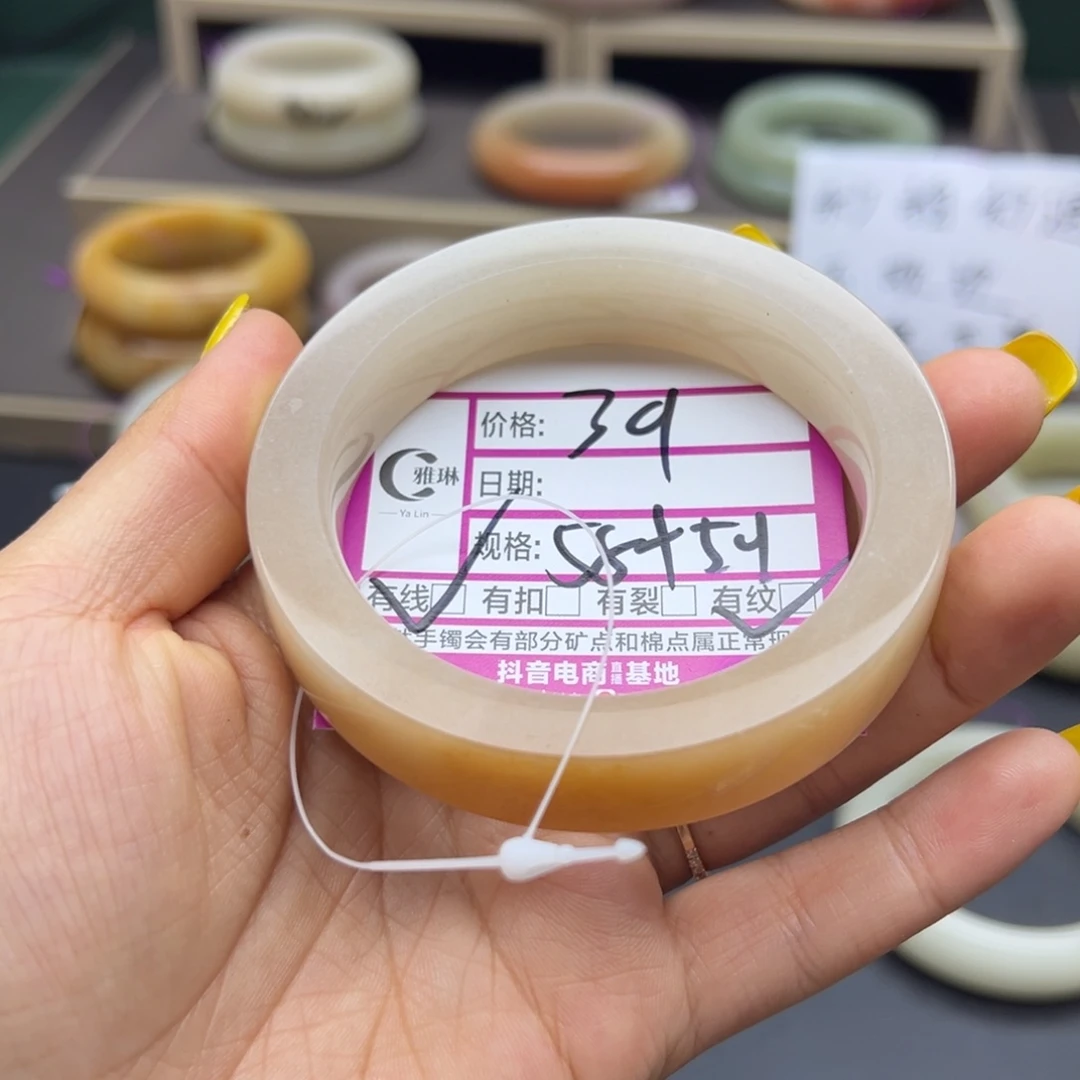 价格: 39
雅琳
Ya Lin
日期:
规格: 55+54
有线 有扣 有裂 有纹
手镯会有部分矿点和棉点属正常
抖音电商直播基地